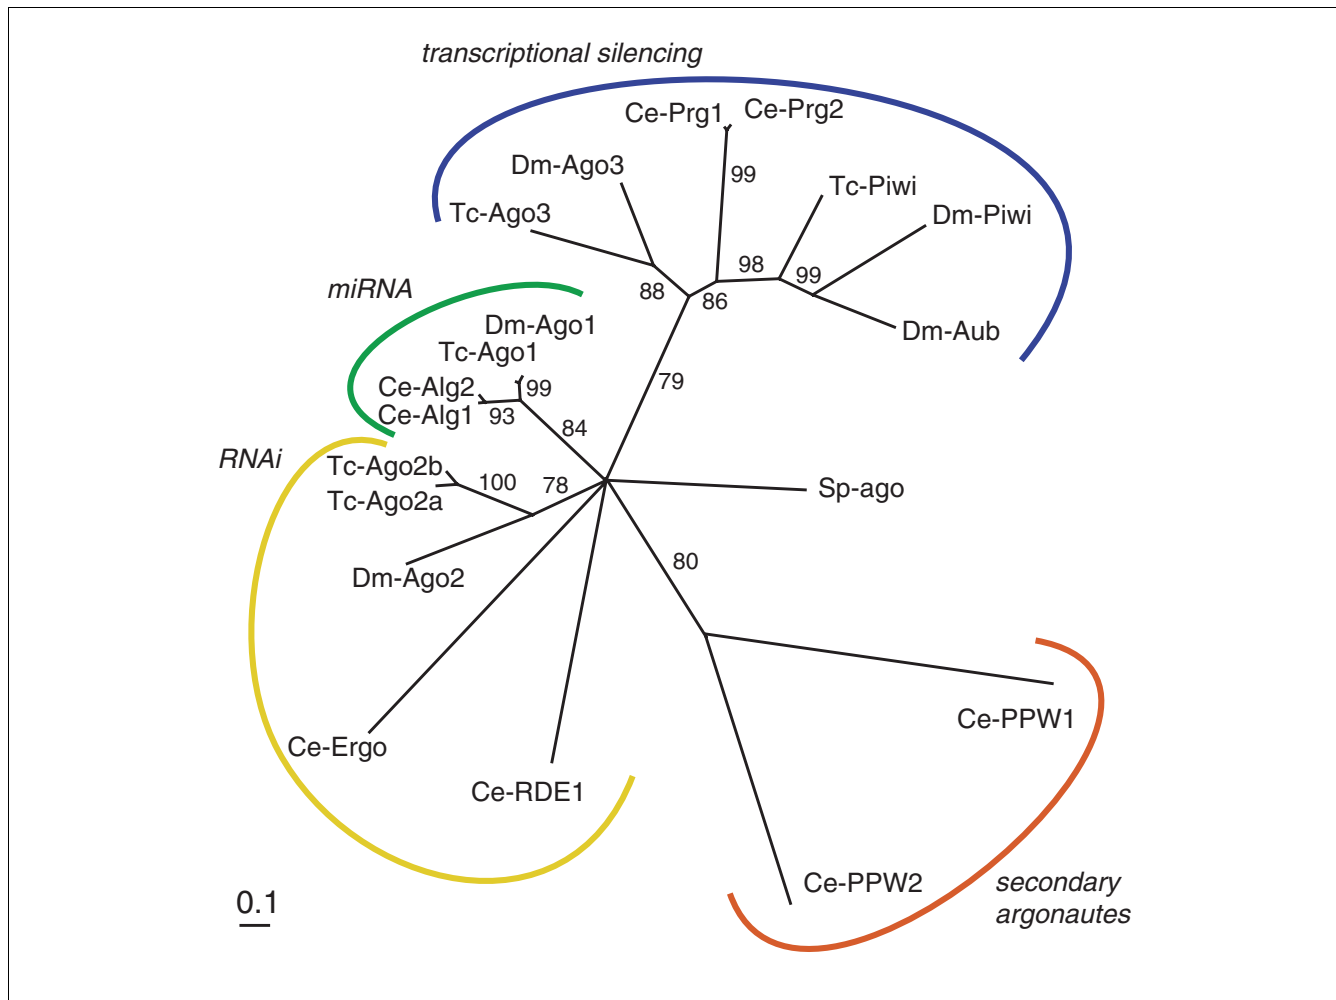 transcriptional silencing
Ce-Prg1
Ce-Prg2
Dm-Ago3
99
Tc-Piwi
Tc-Ago3
Dm-Piwi
98
99
88
86
miRNA
Dm-Ago1
Dm-Aub
Tc-Ago1
79
Ce-Alg2
99
Ce-Alg1
93
84
RNAi
Tc-Ago2b
100
78
Sp-ago
Tc-Ago2a
80
Dm-Ago2
Ce-PPW1
Ce-Ergo
Ce-RDE1
Ce-PPW2
secondary
argonautes
0.1